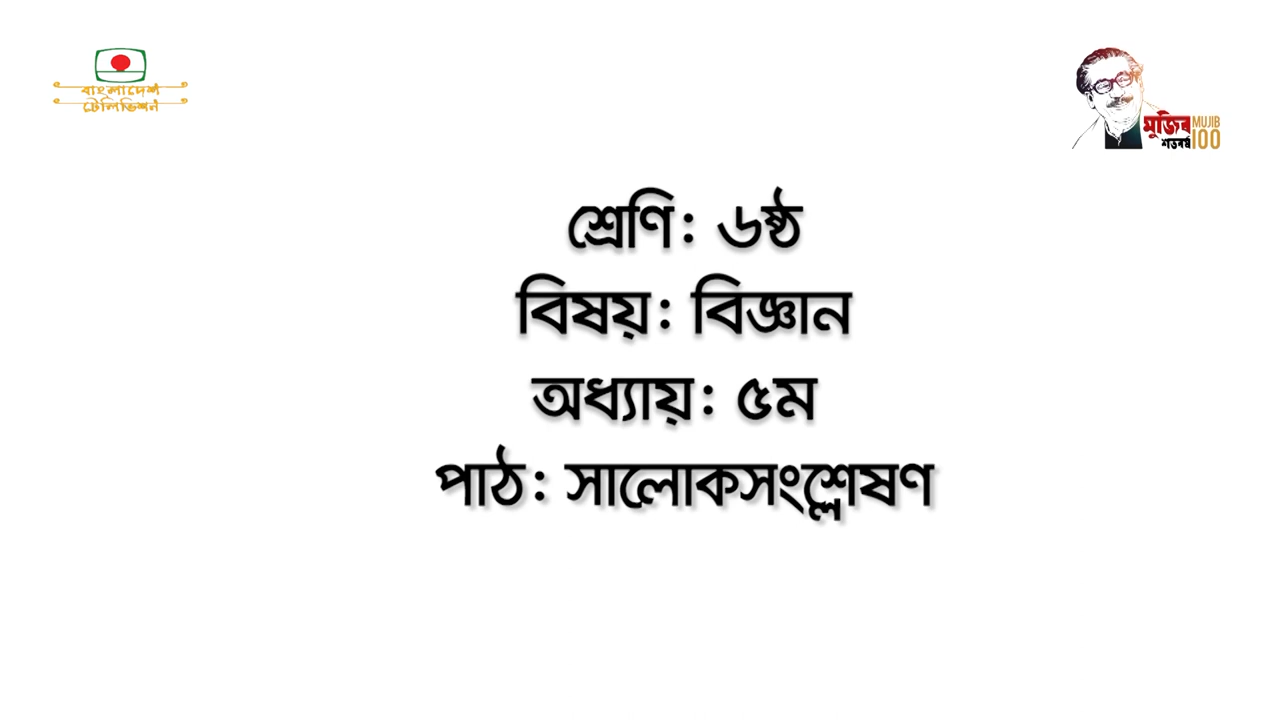 বাংলাদেশ
টেলিভিশন
মুজিব MUJIB
শতবর্ষ 100
শ্রেণি: ৬ষ্ঠ
বিষয়: বিজ্ঞান
অধ্যায়: ৫ম
পাঠ: সালোকসংশ্লেষণ